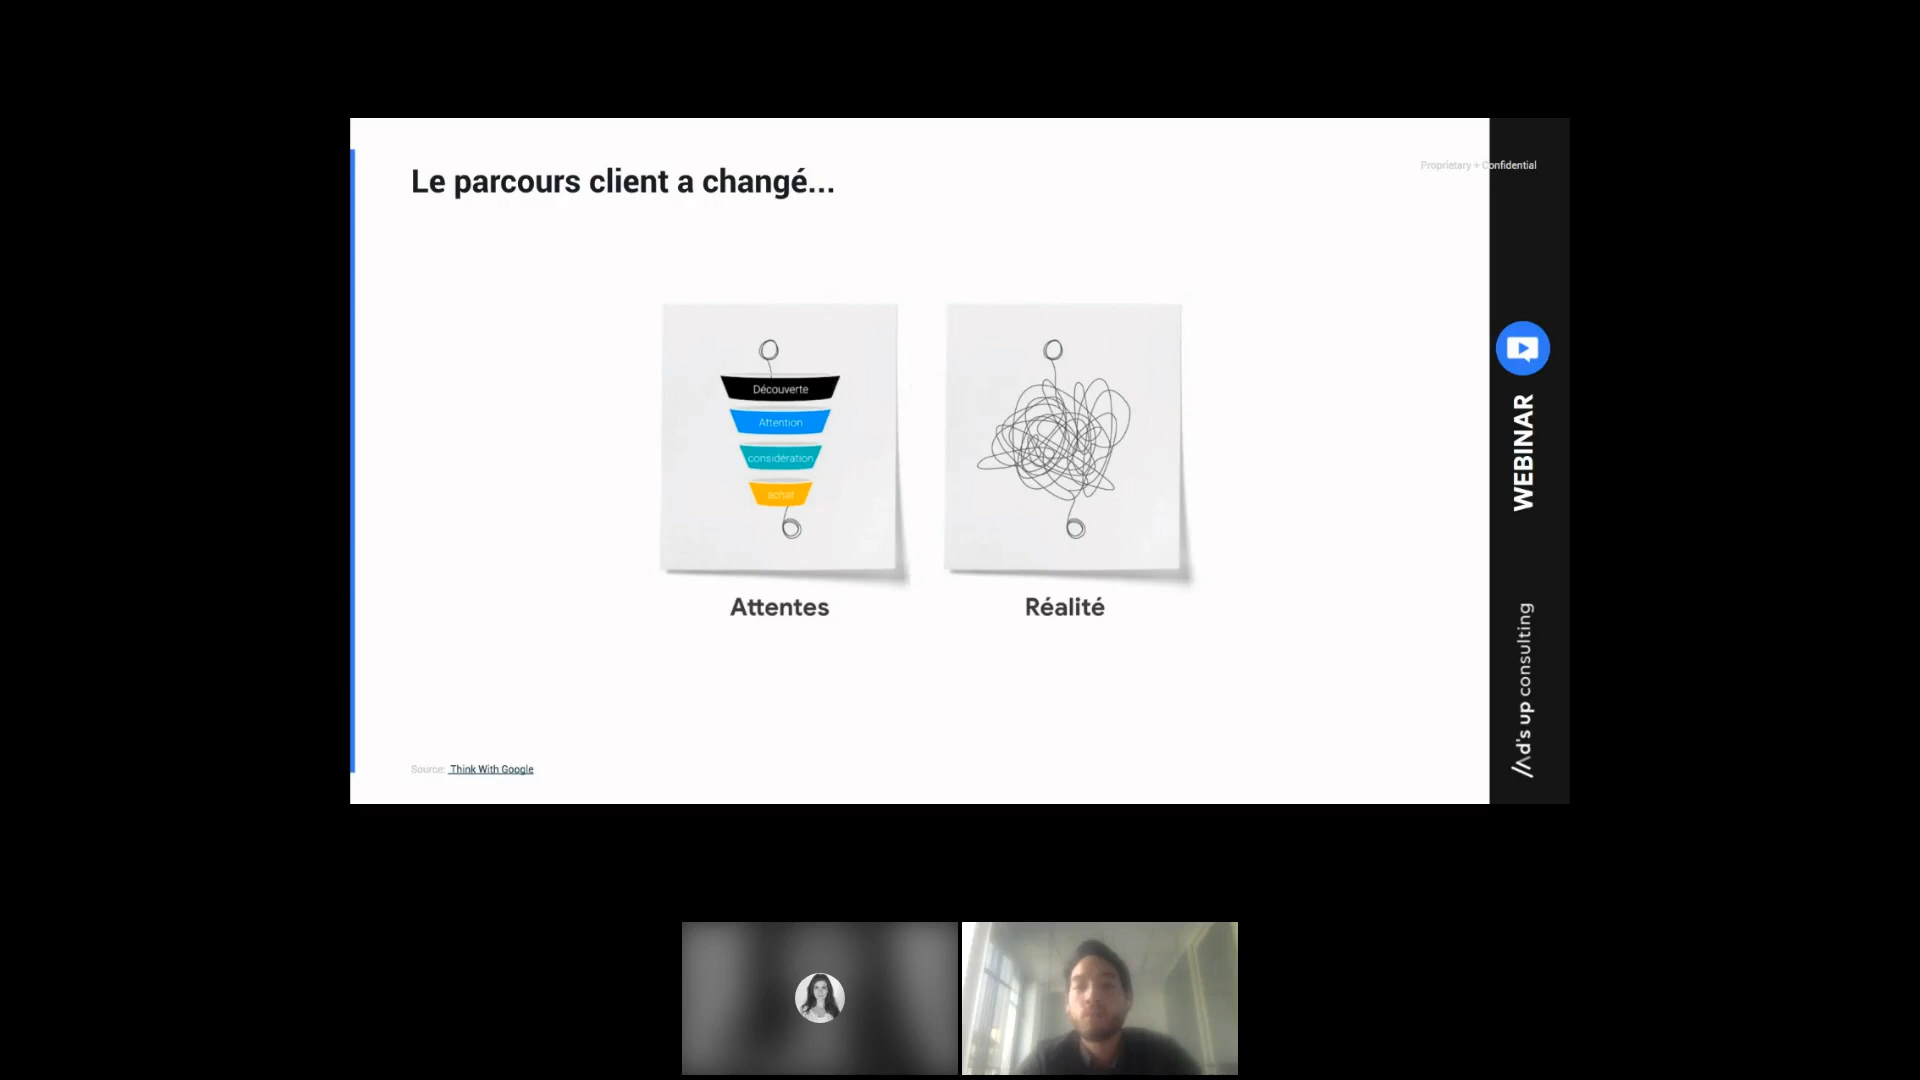 Le parcours client a changé...
Proprietary + Confidential
Découverte
Attention
considération
achat
Attentes
Réalité
Source: Think With Google
WEBINAR
//Ad's up consulting